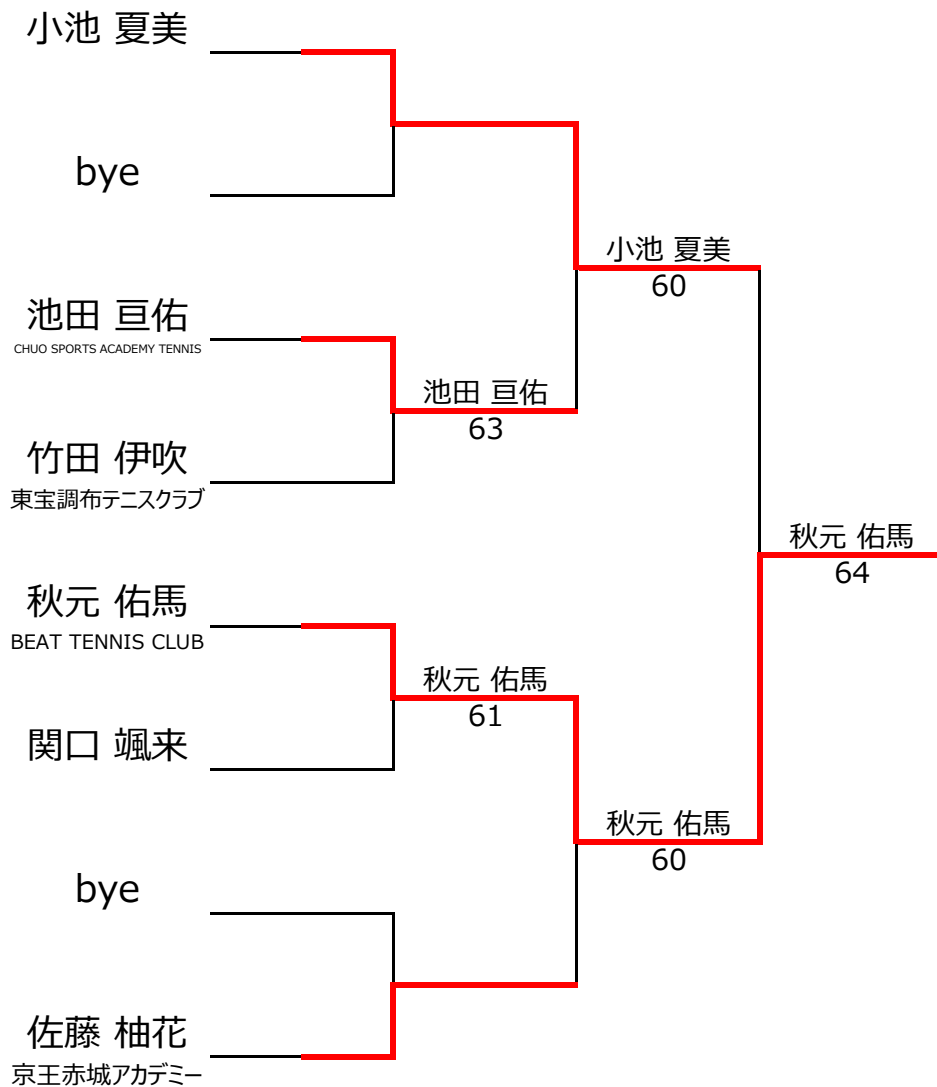 小池 夏美
bye
池田 亘佑
CHUO SPORTS ACADEMY TENNIS
竹田 伊吹
東宝調布テニスクラブ
秋元 佑馬
BEAT TENNIS CLUB
関口 颯来
bye
佐藤 柚花
京王赤城アカデミー
池田 亘佑
63
秋元 佑馬
61
小池 夏美
60
秋元 佑馬
60
秋元 佑馬
64